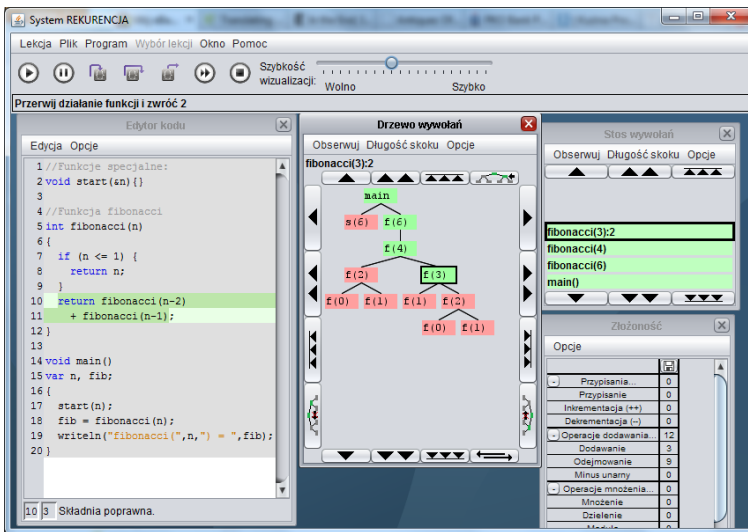 System REKURENCJA
Lekcja Plik Program Wybór lekcji Okno Pomoc
Szybkość wizualizacji:
Wolno Szybko
Przerwij działanie funkcji i zwróć 2
Edytor kodu
Edycja Opcje
1 //Funkcje specjalne:
2 void start(&n){}
3
4 //Funkcja fibonacci
5 int fibonacci(n)
6 {
7 if (n <= 1) {
8 return n;
9 }
10 return fibonacci(n-2)
11 + fibonacci(n-1);
12 }
13
14 void main()
15 var n, fib;
16 {
17 start(n);
18 fib = fibonacci(n);
19 writeln("fibonacci(",n,") = ",fib);
20 }
10 3 Składnia poprawna.
Drzewo wywołań
Obserwuj Długość skoku Opcje
fibonacci(3):2
main
s(6) f(6)
f(4)
f(2) f(3)
f(0) f(1) f(1) f(2)
f(0) f(1)
Stos wywołań
Obserwuj Długość skoku Opcje
fibonacci(3):2
fibonacci(4)
fibonacci(6)
main()
Złożoność
Opcje
Przypisania... 0
Przypisanie 0
Inkrementacja (++) 0
Dekrementacja (--) 0
Operacje dodawania... 12
Dodawanie 3
Odejmowanie 9
Minus unarny 0
Operacje mnożenia... 0
Mnożenie 0
Dzielenie 0
Modulo 0